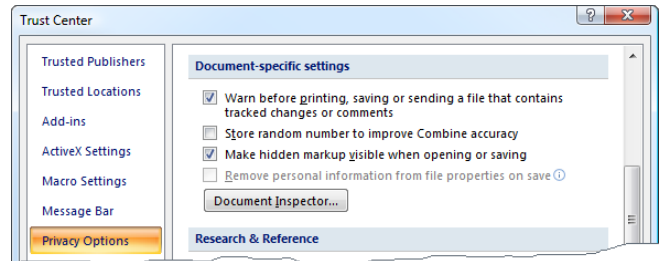 Trust Center
Trusted Publishers
Trusted Locations
Add-ins
ActiveX Settings
Macro Settings
Message Bar
Privacy Options
Document-specific settings
Warn before printing, saving or sending a file that contains
tracked changes or comments
Store random number to improve Combine accuracy
Make hidden markup visible when opening or saving
Remove personal information from file properties on save
Document Inspector...
Research & Reference